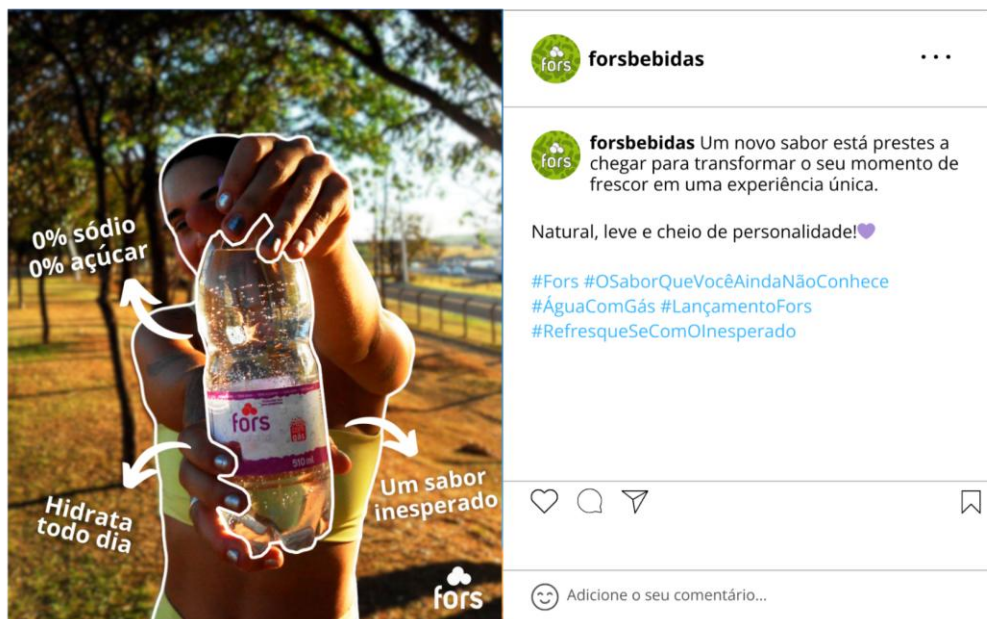 0% sódio
0% açúcar
Hidrata
todo dia
Um sabor
inesperado
fors
510 ml
fors
fors
forsbebidas
fors
forsbebidas Um novo sabor está prestes a
chegar para transformar o seu momento de
frescor em uma experiência única.
Natural, leve e cheio de personalidade!💜
#Fors #OSaborQueVocêAindaNãoConhece
#ÁguaComGás #LançamentoFors
#RefresqueSeComOInesperado
Adicione o seu comentário...